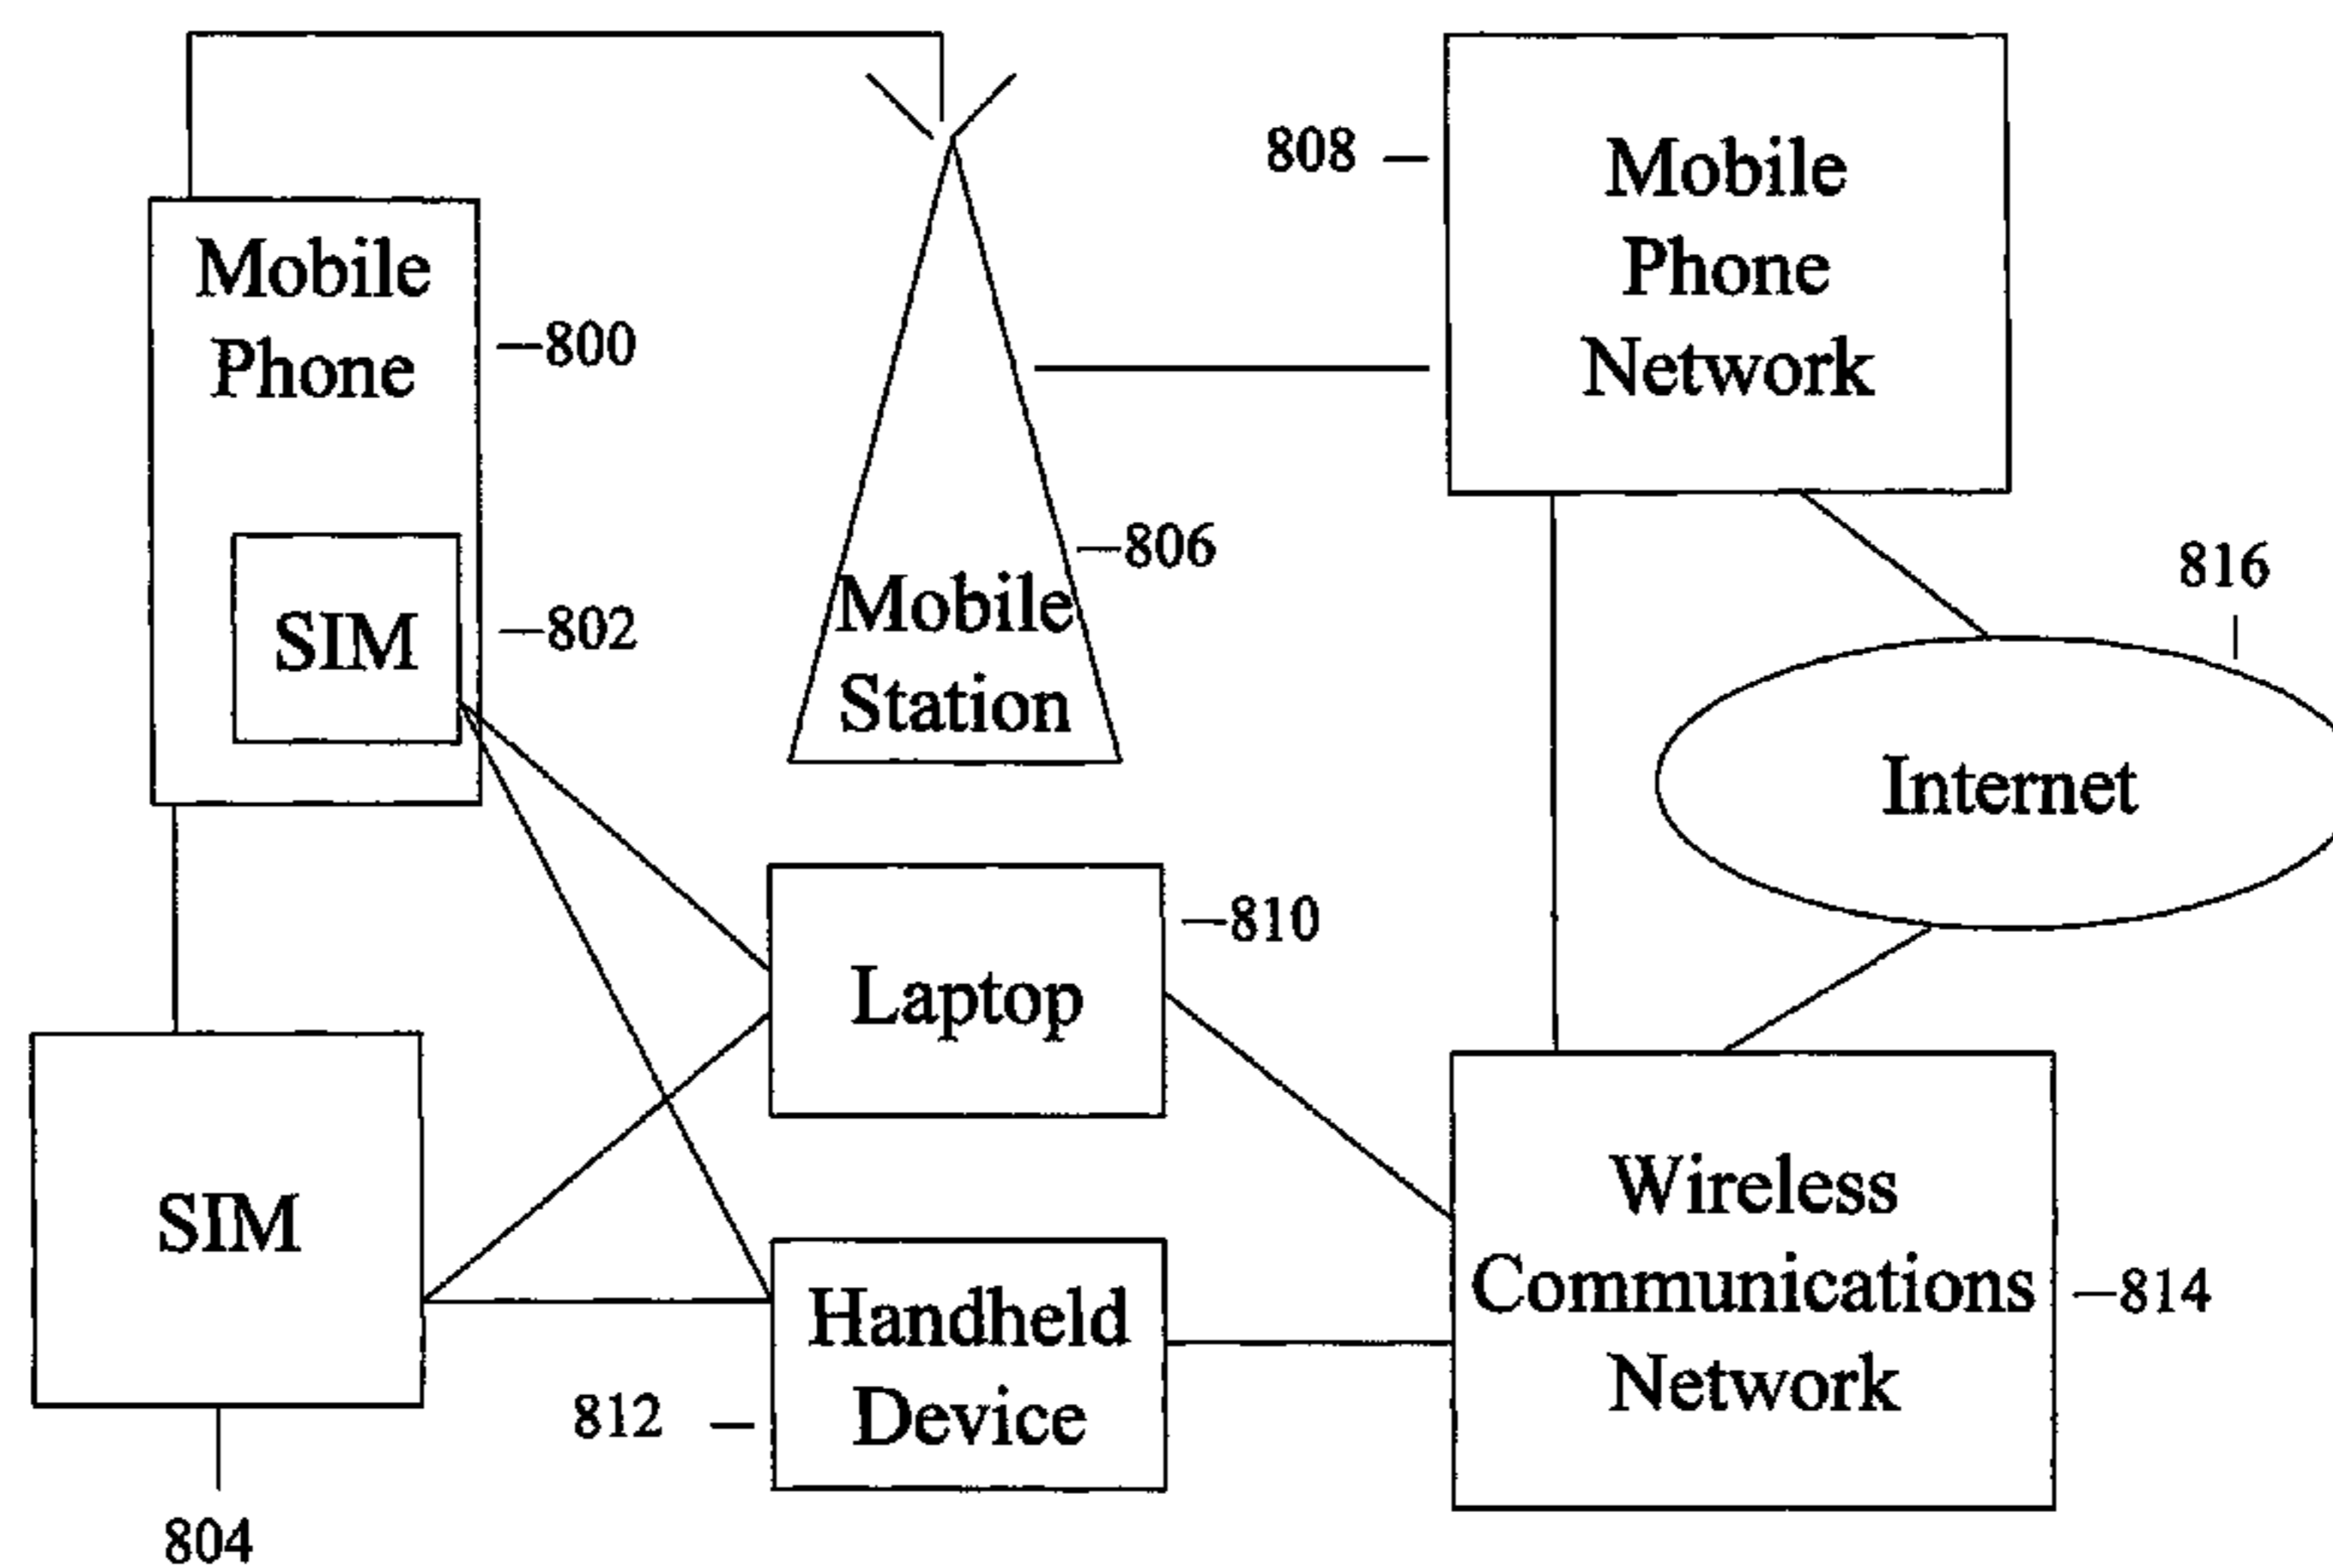 808
Mobile
Phone
Network
Mobile
Phone
800
806
816
SIM
802
Mobile
Station
Internet
810
Laptop
Wireless
Communications
Network
814
SIM
Handheld
Device
812
804